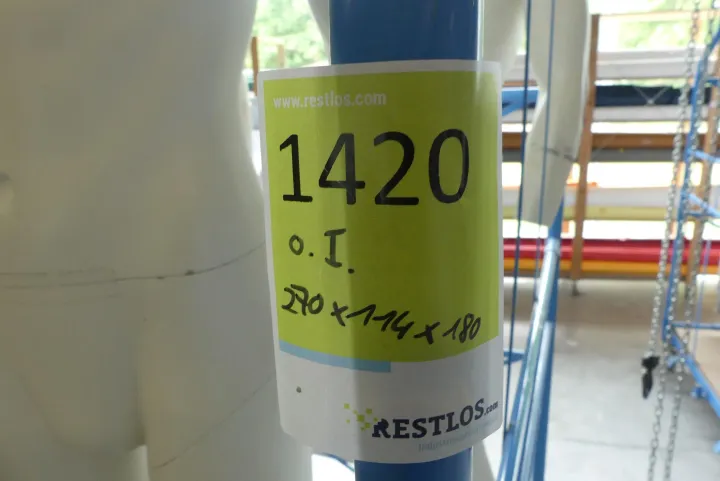 www.restlos.com
1420
o. I.
270 x 114 x 180
RESTLOS.com